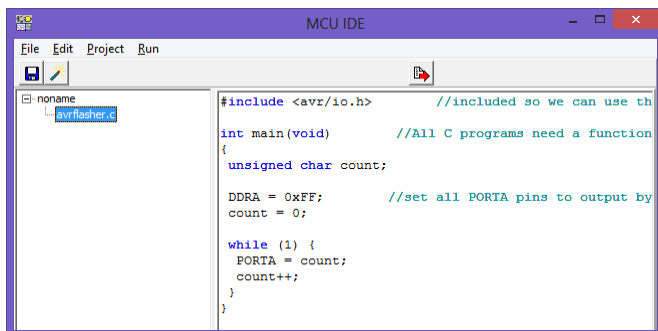 MCU IDE
File Edit Project Run
noname
avrflasher.c
#include <avr/io.h> //included so we can use th
int main(void) //All C programs need a function
{
unsigned char count;
DDRA = 0xFF; //set all PORTA pins to output by
count = 0;
while (1) {
PORTA = count;
count++;
}
}